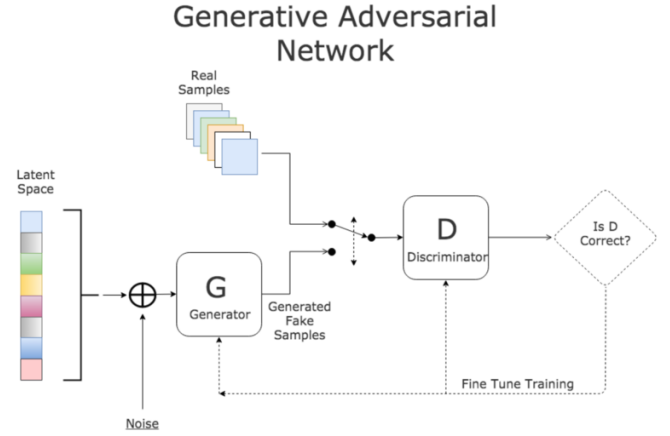 Generative Adversarial
Network
Real
Samples
Latent
Space
G
Generator
Generated
Fake
Samples
Noise
D
Discriminator
Is D
Correct?
Fine Tune Training